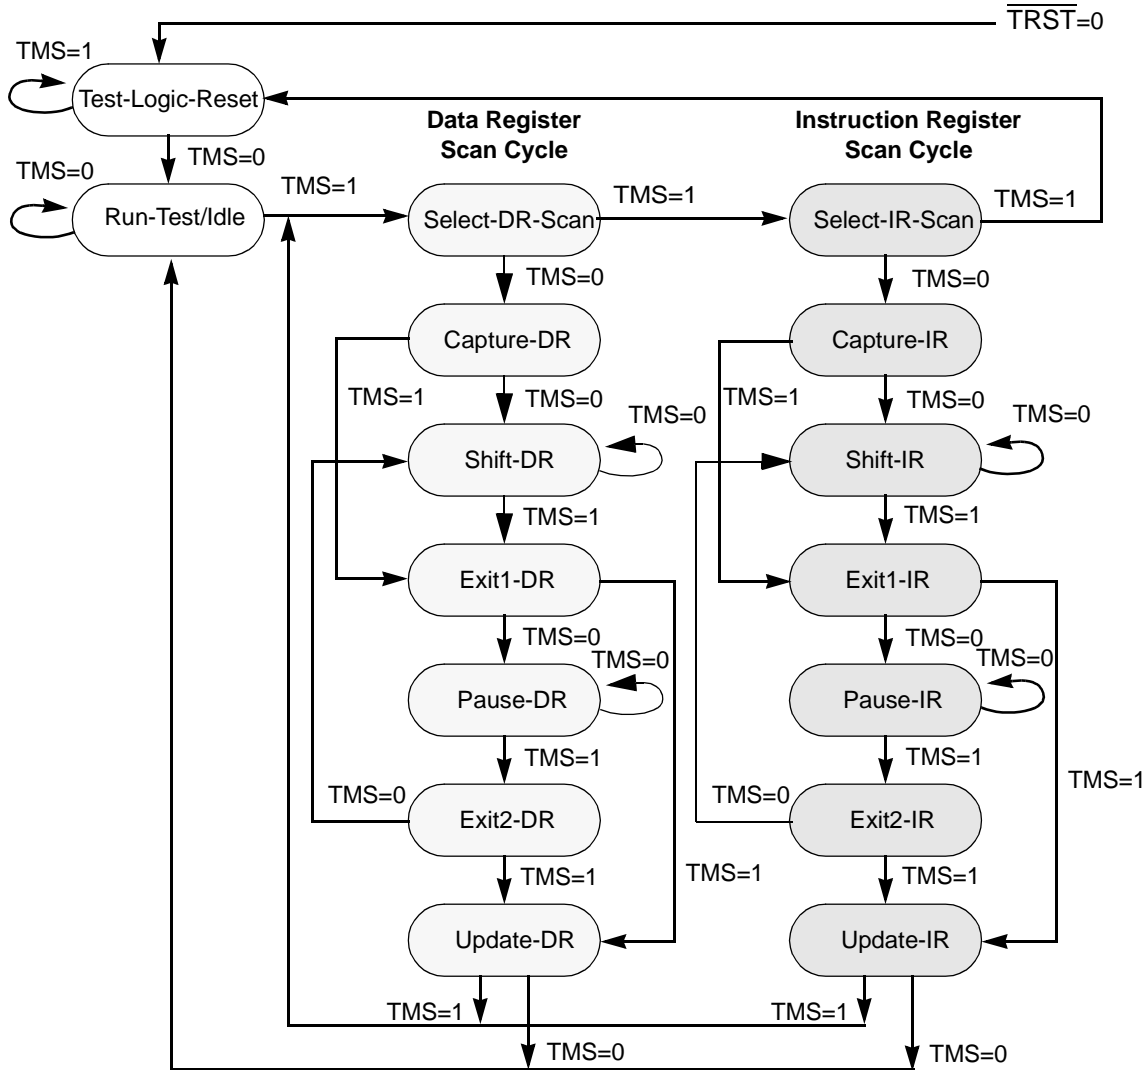 TRST=0
TMS=1
Test-Logic-Reset
Data Register
Scan Cycle
Instruction Register
Scan Cycle
TMS=0
TMS=0
Run-Test/Idle
TMS=1
Select-DR-Scan
TMS=1
Select-IR-Scan
TMS=1
TMS=0
TMS=0
Capture-DR
Capture-IR
TMS=1
TMS=0
TMS=0
TMS=1
TMS=0
TMS=0
Shift-DR
Shift-IR
TMS=1
TMS=1
Exit1-DR
Exit1-IR
TMS=0
TMS=0
TMS=0
TMS=0
Pause-DR
Pause-IR
TMS=1
TMS=1
TMS=1
TMS=0
Exit2-DR
TMS=0
Exit2-IR
TMS=1
TMS=1
TMS=1
Update-DR
Update-IR
TMS=1
TMS=1
TMS=0
TMS=0